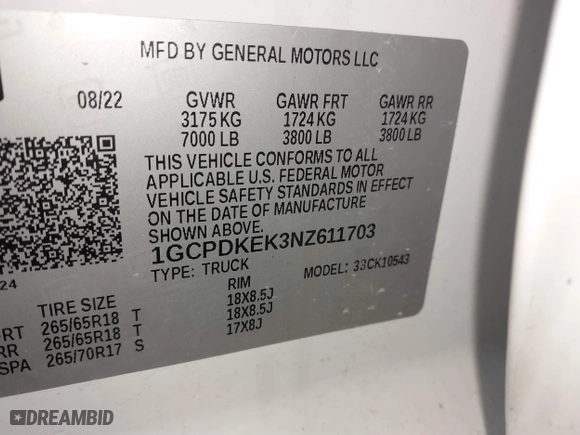 MFD BY GENERAL MOTORS LLC
08/22 GVWR GAWR FRT GAWR RR
3175 KG 1724 KG 1724 KG
7000 LB 3800 LB 3800 LB
THIS VEHICLE CONFORMS TO ALL
APPLICABLE U.S. FEDERAL MOTOR
VEHICLE SAFETY STANDARDS IN EFFECT
ON THE DATE OF MANUFACTURE
SHOWN ABOVE.
1GCPDKEK3NZ611703
TYPE: TRUCK MODEL: 33CK10543
24
TIRE SIZE RIM
RT 265/65R18 T 18X8.5J
RR 265/65R18 T 18X8.5J
SPA 265/70R17 S 17X8J
DREAMBID